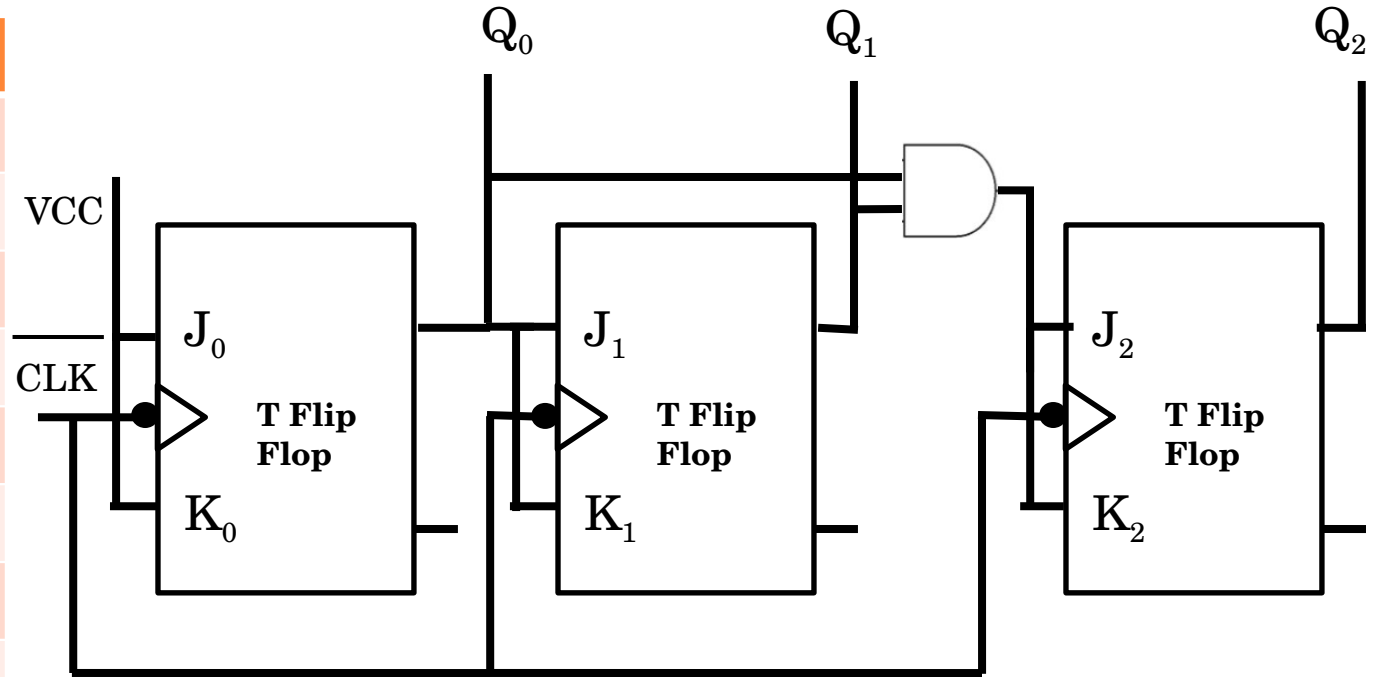 Q₀ Q₁ Q₂
VCC
J₀ J₁ J₂
CLK
T Flip T Flip T Flip
Flop Flop Flop
K₀ K₁ K₂